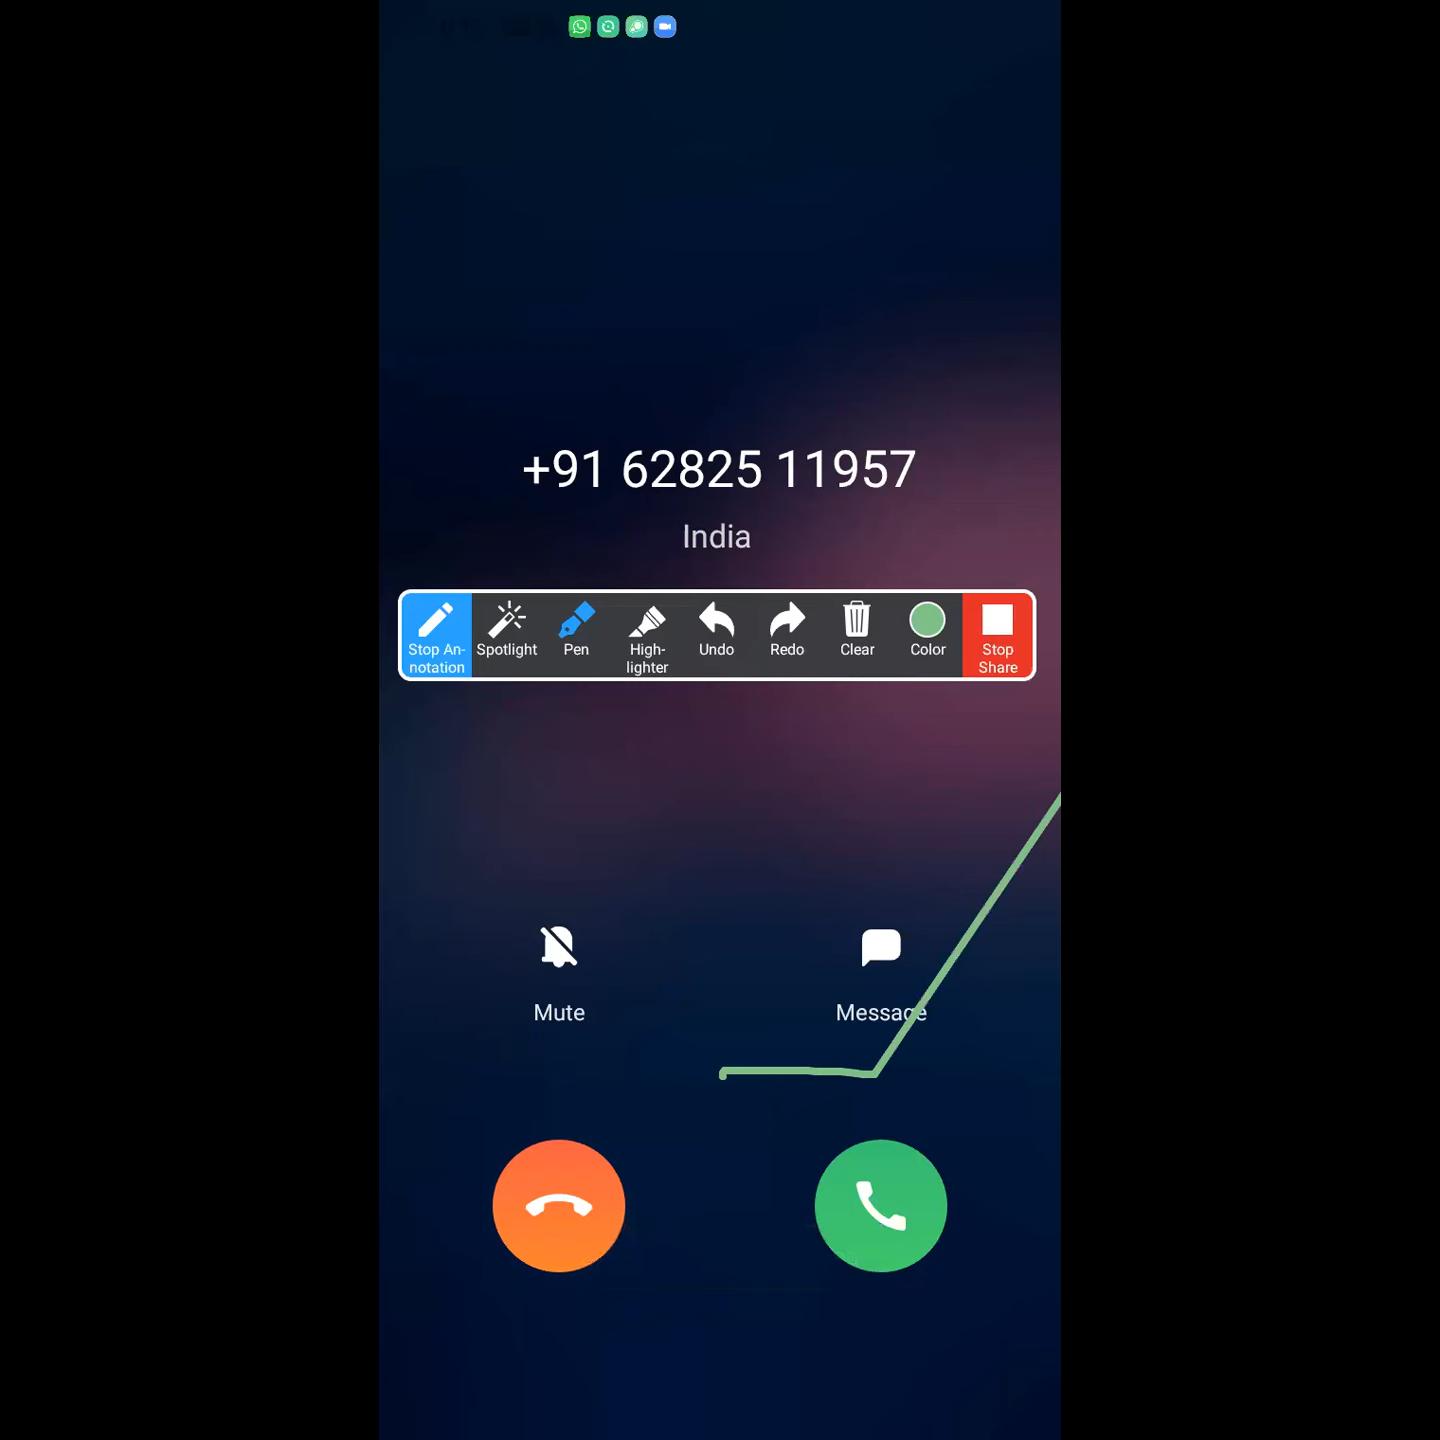 +91 62825 11957
India
Stop An-
notation
Spotlight
Pen
High-
lighter
Undo
Redo
Clear
Color
Stop
Share
Mute
Message